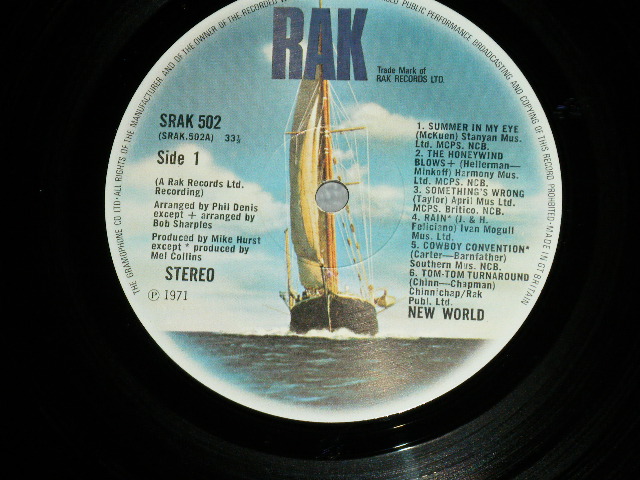 THE GRAMOPHONE CO LTD · ALL RIGHTS OF THE MANUFACTURER AND OF THE OWNER OF THE RECORDED PUBLIC PERFORMANCE BROADCASTING AND COPYING OF THIS RECORD PROHIBITED · MADE IN GT BRITAIN
RAK
Trade Mark of
RAK RECORDS LTD.
SRAK 502
(SRAK.502A) 33⅓
Side 1
(A Rak Records Ltd.
Recording)
Arranged by Phil Denis
except + arranged by
Bob Sharples
Produced by Mike Hurst
except * produced by
Mel Collins
STEREO
℗ 1971
1. SUMMER IN MY EYE
(McKuen) Stanyan Mus.
Ltd. MCPS. NCB.
2. THE HONEYWIND
BLOWS+ (Hellerman—
Minkoff) Harmony Mus.
Ltd. MCPS. NCB.
3. SOMETHING'S WRONG
(Taylor) April Mus Ltd.
MCPS. Britico. NCB.
4. RAIN* (J. & H.
Feliciano) Ivan Mogull
Mus. Ltd.
5. COWBOY CONVENTION*
(Carter—Barnfather)
Southern Mus. NCB.
6. TOM-TOM TURNAROUND
(Chinn—Chapman)
Chinnichap/Rak
Publ. Ltd.
NEW WORLD